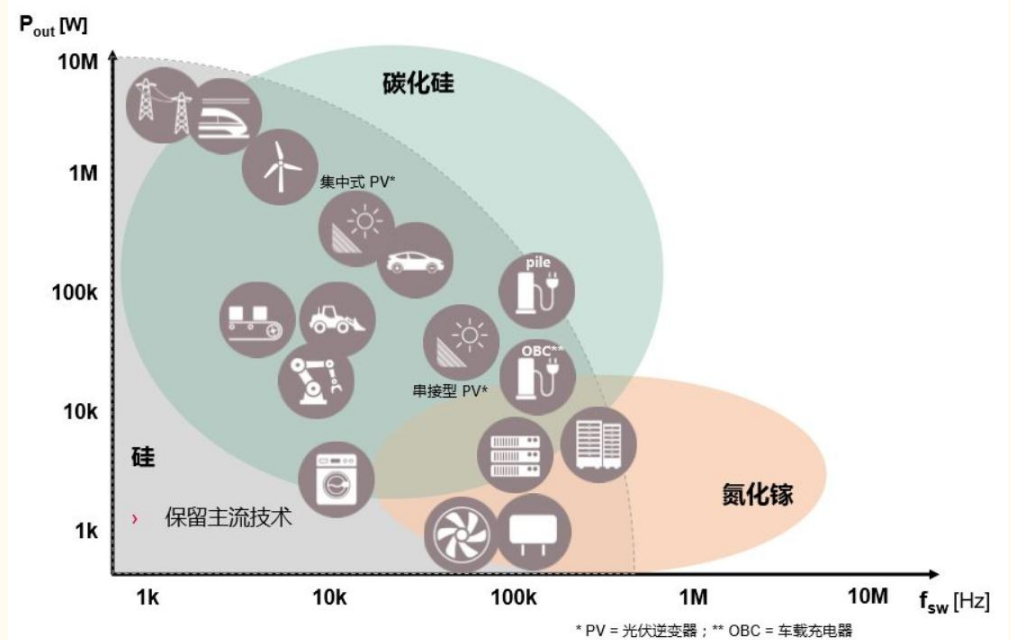 Pout [W]
10M
碳化硅
1M
集中式 PV*
pile
100k
OBC**
串接型 PV*
10k
硅
› 保留主流技术
氮化镓
1k
1k 10k 100k 1M 10M fsw [Hz]
* PV = 光伏逆变器；** OBC = 车载充电器